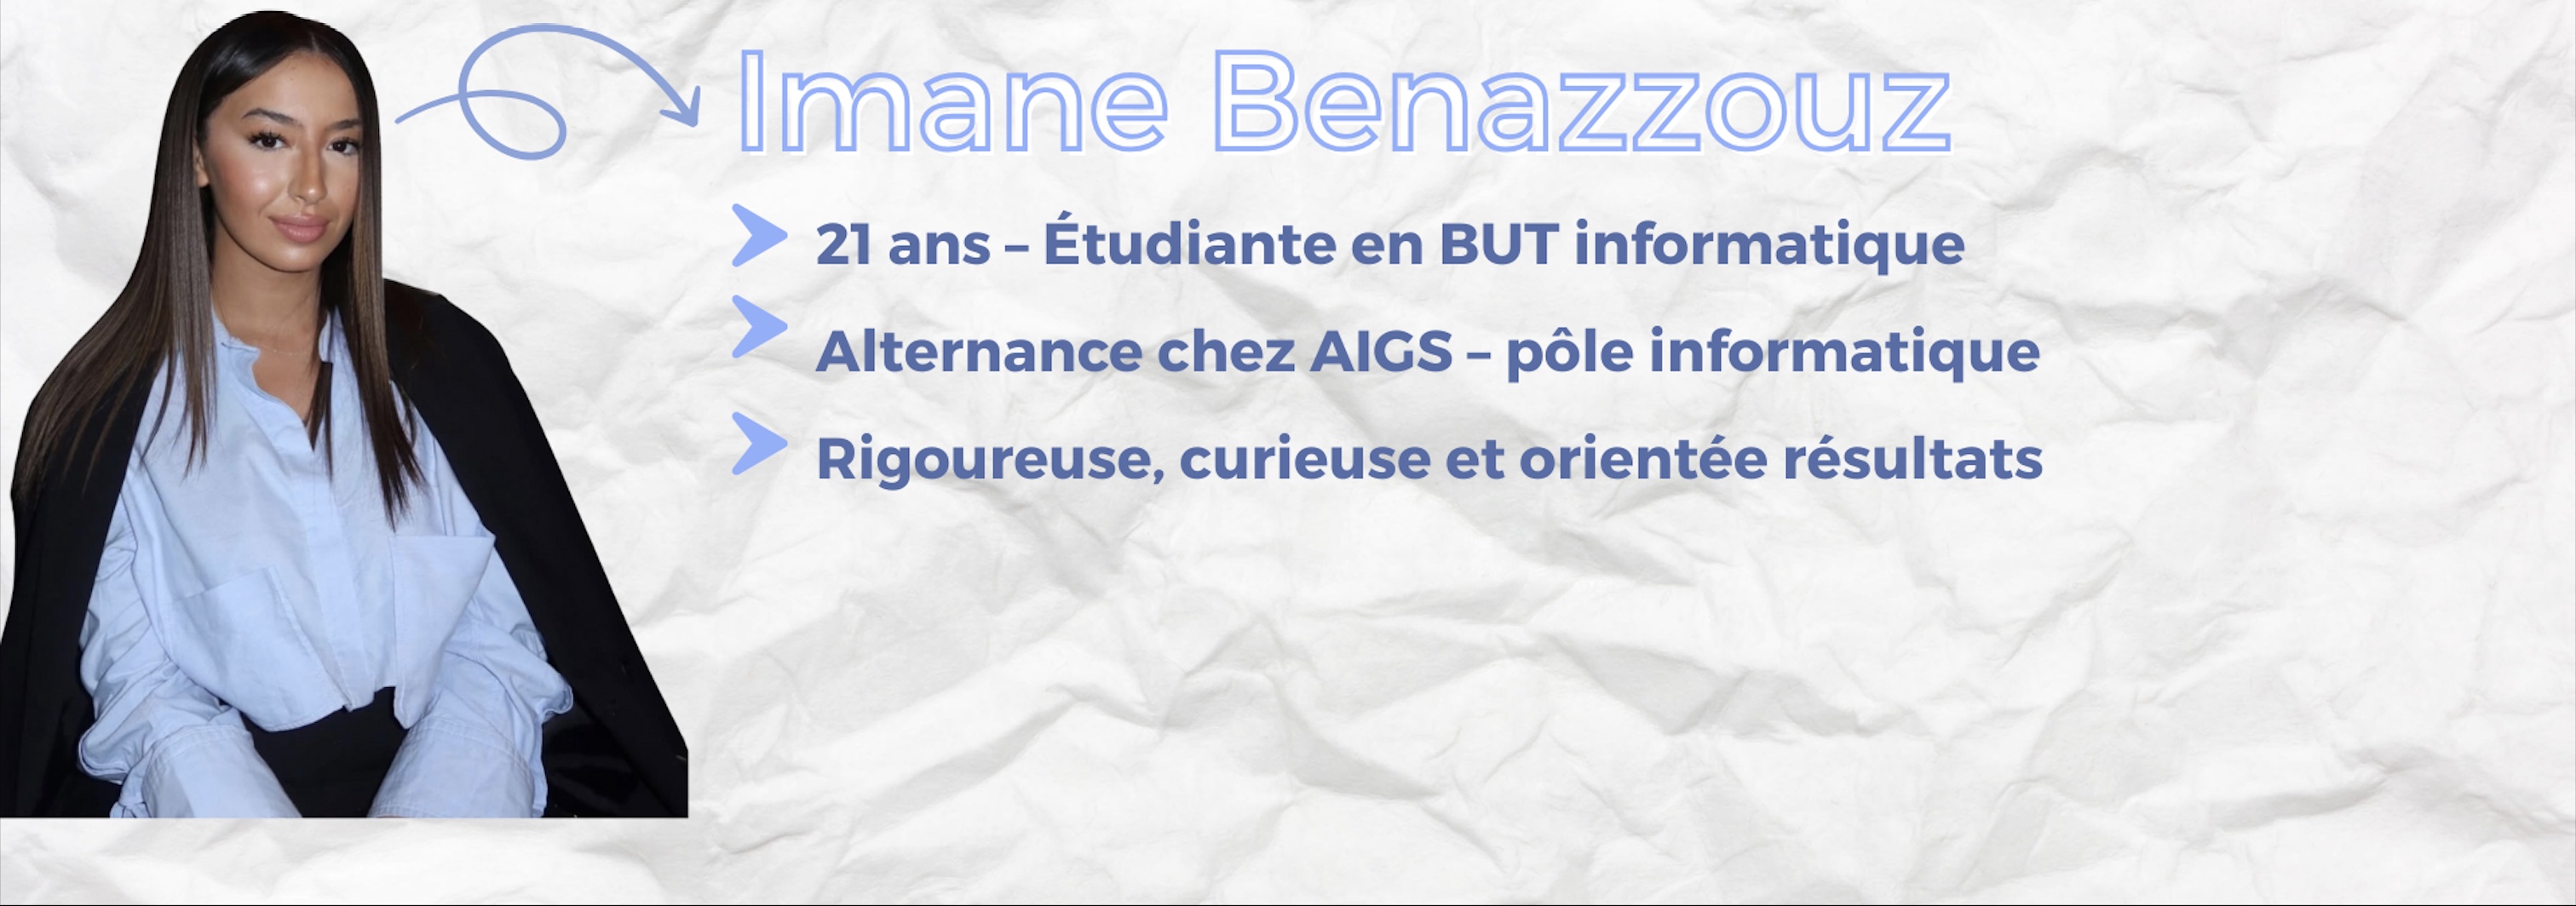 Imane Benazzouz
21 ans – Étudiante en BUT informatique
Alternance chez AIGS – pôle informatique
Rigoureuse, curieuse et orientée résultats